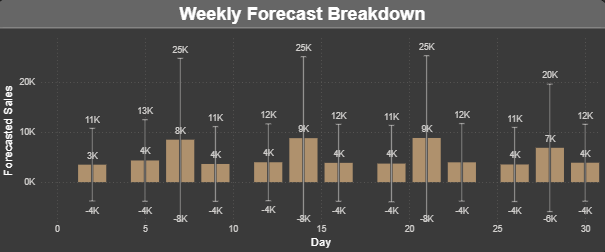 Weekly Forecast Breakdown
25K 25K 25K
20K
20K
13K
11K 11K 12K 12K 11K 12K 11K 12K
10K
8K 9K 9K 7K
3K 4K 4K 4K 4K 4K 4K 4K 4K
0K
-4K -4K -4K -4K -4K -4K -4K -4K -4K
-8K -8K -8K -6K
0 5 10 15 20 25 30
Day
Forecasted Sales